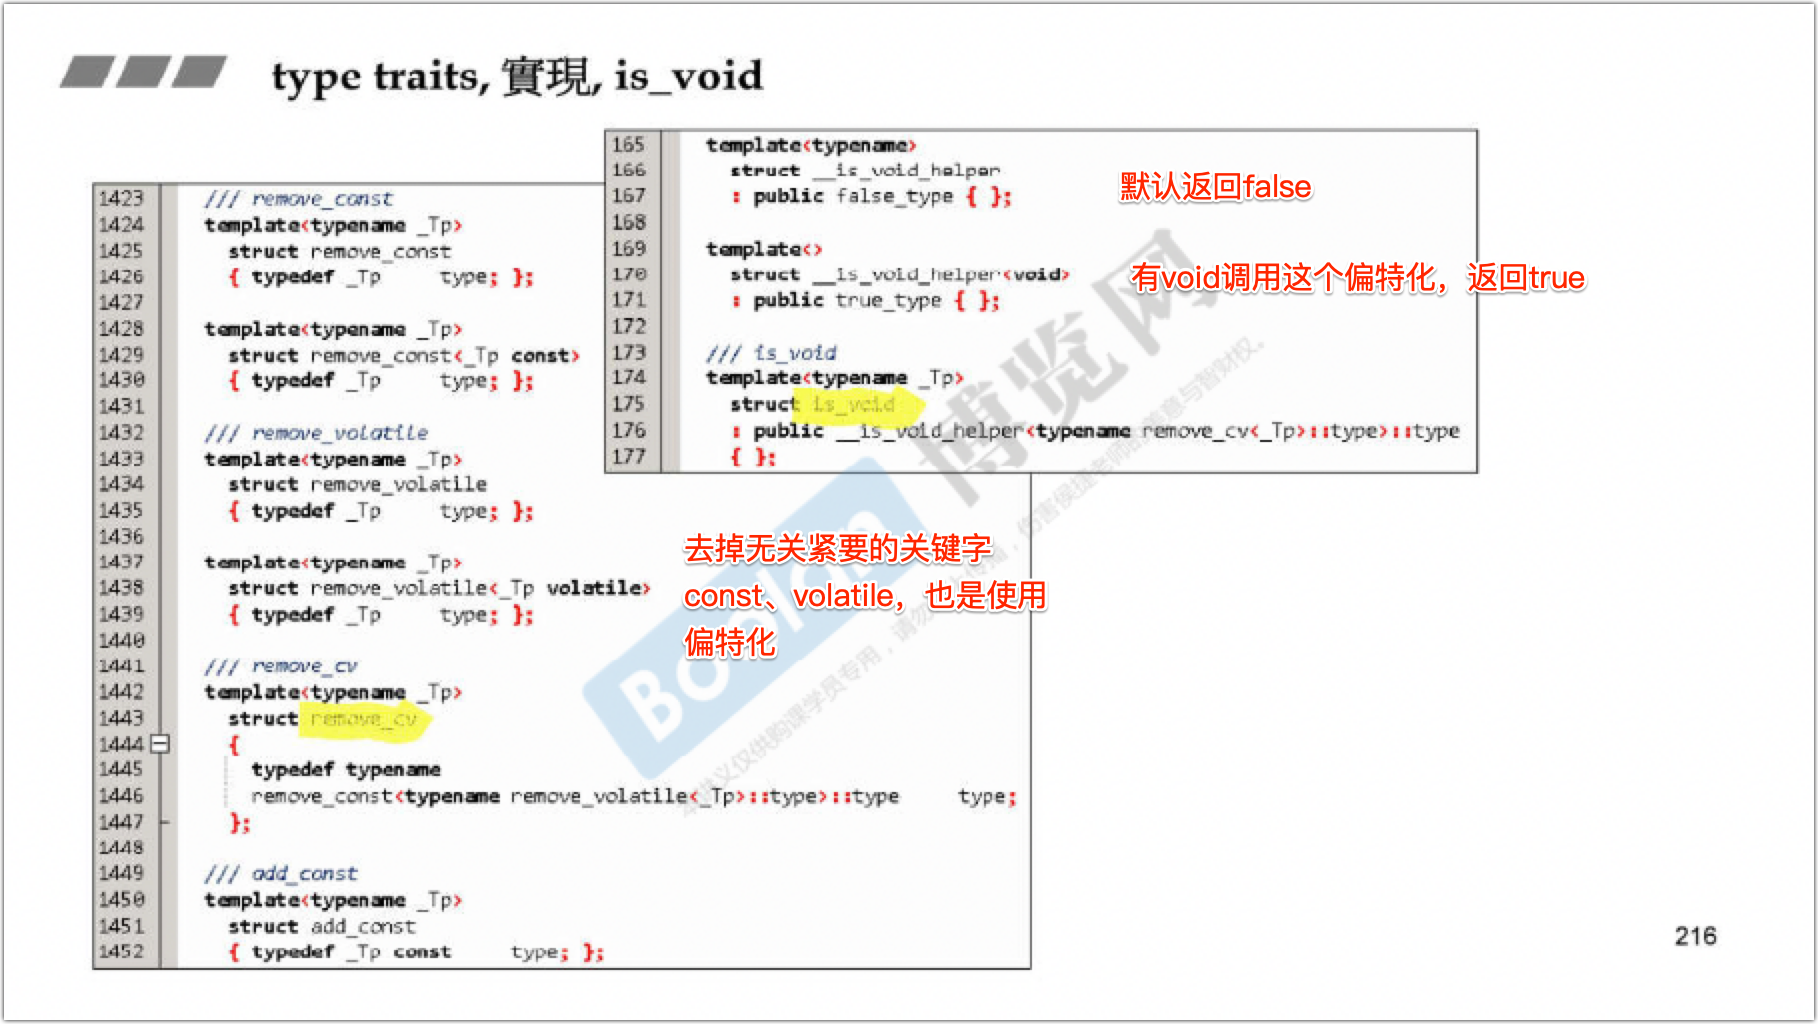 type traits, 實現, is_void
1423 /// remove_const
1424 template<typename _Tp>
1425 struct remove_const
1426 { typedef _Tp type; };
1427
1428 template<typename _Tp>
1429 struct remove_const<_Tp const>
1430 { typedef _Tp type; };
1431
1432 /// remove_volatile
1433 template<typename _Tp>
1434 struct remove_volatile
1435 { typedef _Tp type; };
1436
1437 template<typename _Tp>
1438 struct remove_volatile<_Tp volatile>
1439 { typedef _Tp type; };
1440
1441 /// remove_cv
1442 template<typename _Tp>
1443 struct remove_cv
1444 {
1445 typedef typename
1446 remove_const<typename remove_volatile<_Tp>::type>::type type;
1447 };
1448
1449 /// add_const
1450 template<typename _Tp>
1451 struct add_const
1452 { typedef _Tp const type; };
165 template<typename>
166 struct __is_void_helper
167 : public false_type { };
168
169 template<>
170 struct __is_void_helper<void>
171 : public true_type { };
172
173 /// is_void
174 template<typename _Tp>
175 struct is_void
176 : public __is_void_helper<typename remove_cv<_Tp>::type>::type
177 { };
默认返回false
有void调用这个偏特化，返回true
去掉无关紧要的关键字
const、volatile，也是使用
偏特化
Boolan
博览网
216